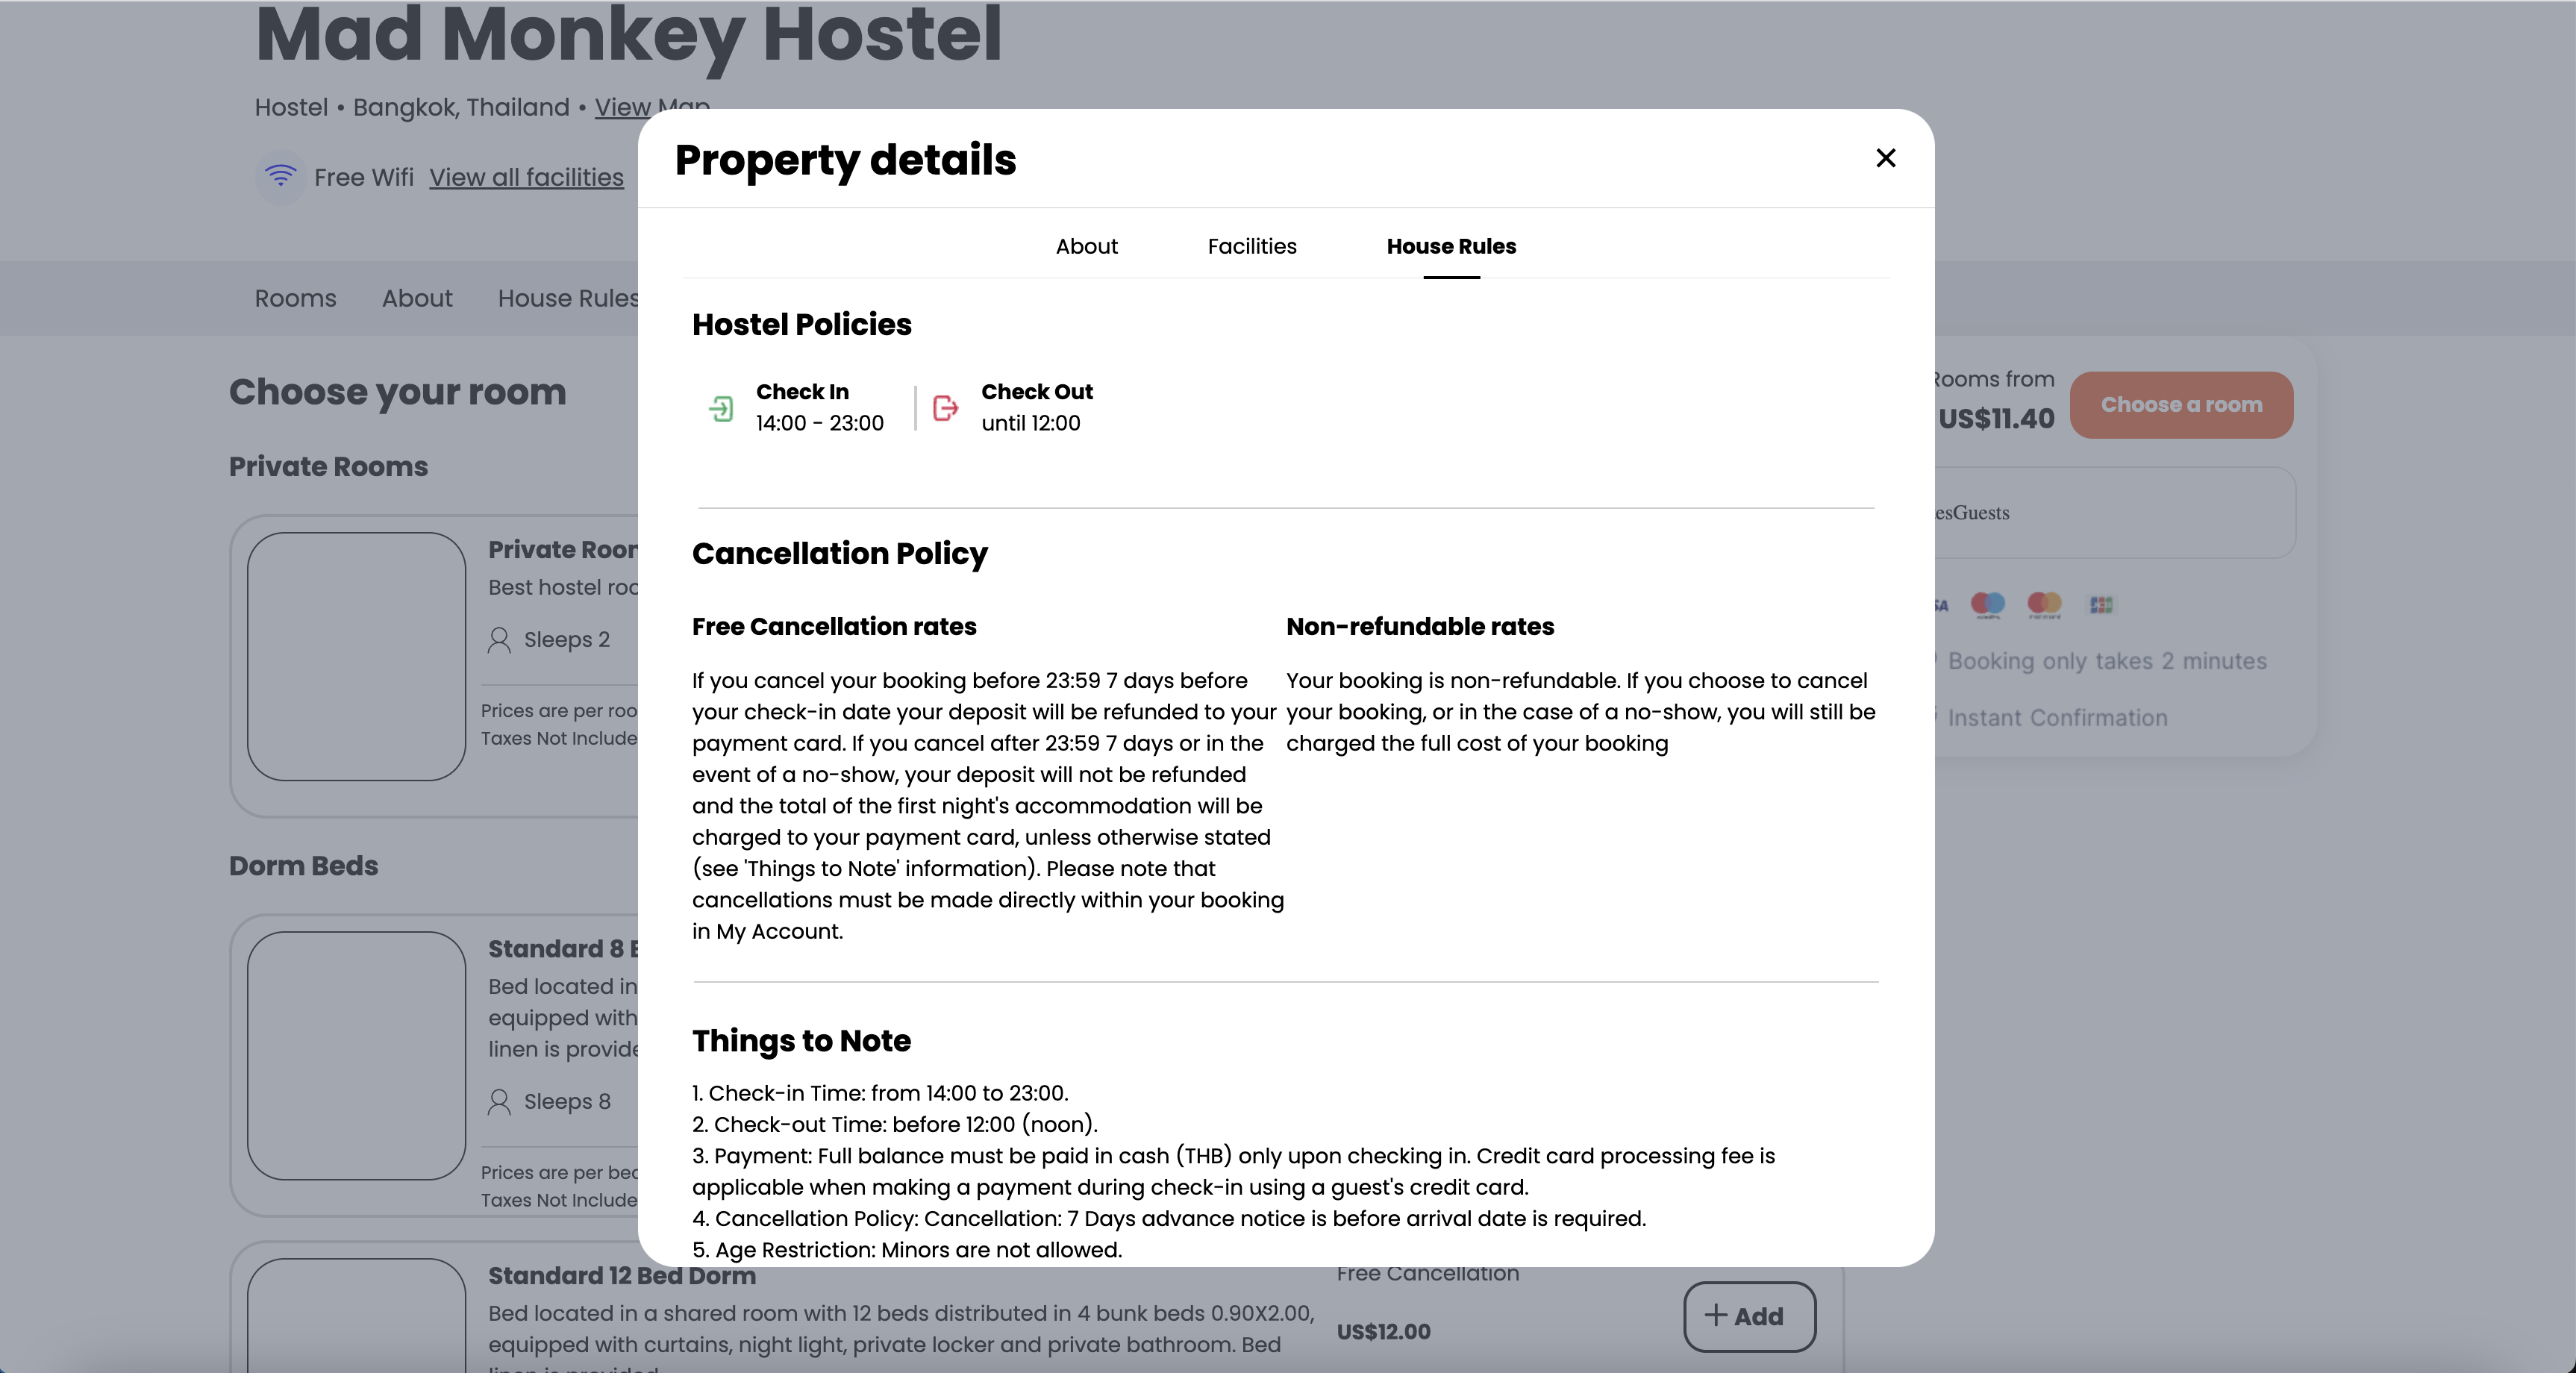 Mad Monkey Hostel
Hostel • Bangkok, Thailand • View Map
Free Wifi View all facilities
Rooms About House Rules
Choose your room
Private Rooms
Private Room
Best hostel
Sleeps 2
Prices are per
Taxes Not
Dorm Beds
Standard 8
Bed located in
equipped with
linen is
Sleeps 8
Prices are per
Taxes Not
Standard 12 Bed Dorm
Bed located in a shared room with 12 beds distributed in 4 bunk beds 0.90X2.00,
equipped with curtains, night light, private locker and private bathroom. Bed
linen is provided
Free Cancellation
US$12.00
+ Add
Property details
About Facilities House Rules
Hostel Policies
Check In
14:00 - 23:00
Check Out
until 12:00
Cancellation Policy
Free Cancellation rates
If you cancel your booking before 23:59 7 days before
your check-in date your deposit will be refunded to your
payment card. If you cancel after 23:59 7 days or in the
event of a no-show, your deposit will not be refunded
and the total of the first night's accommodation will be
charged to your payment card, unless otherwise stated
(see 'Things to Note' information). Please note that
cancellations must be made directly within your booking
in My Account.
Non-refundable rates
Your booking is non-refundable. If you choose to cancel
your booking, or in the case of a no-show, you will still be
charged the full cost of your booking
Things to Note
1. Check-in Time: from 14:00 to 23:00.
2. Check-out Time: before 12:00 (noon).
3. Payment: Full balance must be paid in cash (THB) only upon checking in. Credit card processing fee is
applicable when making a payment during check-in using a guest's credit card.
4. Cancellation Policy: Cancellation: 7 Days advance notice is before arrival date is required.
5. Age Restriction: Minors are not allowed.
Rooms from
US$11.40
Choose a room
esGuests
Booking only takes 2 minutes
Instant Confirmation